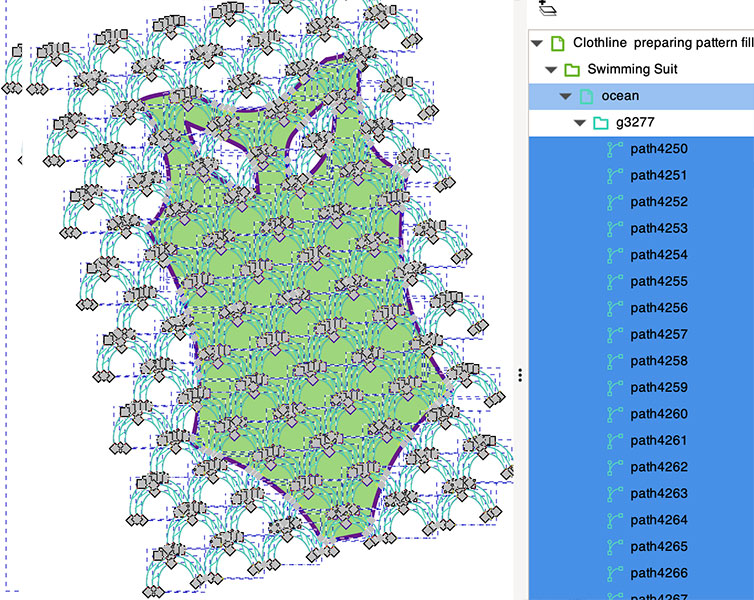 Clothline preparing pattern fill
Swimming Suit
ocean
g3277
path4250
path4251
path4252
path4253
path4254
path4255
path4256
path4257
path4258
path4259
path4260
path4261
path4262
path4263
path4264
path4265
path4266
path4267